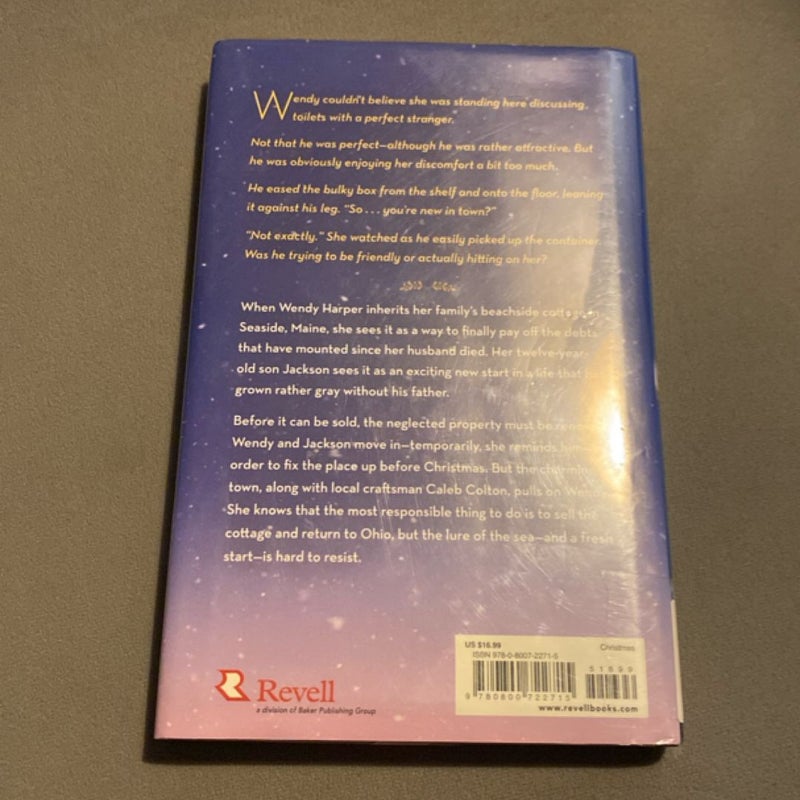 Wendy couldn't believe she was standing here discussing
toilets with a perfect stranger.
Not that he was perfect—although he was rather attractive. But
he was obviously enjoying her discomfort a bit too much.
He eased the bulky box from the shelf and onto the floor, leaning
it against his leg. "So . . . you're new in town?"
"Not exactly." She watched as he easily picked up the container.
Was he trying to be friendly or actually hitting on her?
When Wendy Harper inherits her family's beachside cottage in
Seaside, Maine, she sees it as a way to finally pay off the debts
that have mounted since her husband died. Her twelve-year-
old son Jackson sees it as an exciting new start in a life that
grown rather gray without his father.
Before it can be sold, the neglected property must be
Wendy and Jackson move in—temporarily, she reminds
order to fix the place up before Christmas. But the charming
town, along with local craftsman Caleb Colton, pulls on
She knows that the most responsible thing to do is to sell the
cottage and return to Ohio, but the lure of the sea—and a fresh
start—is hard to resist.
US $16.99 Christmas
ISBN 978-0-8007-2271-5
51699
9 780800 722715
www.revellbooks.com
Revell
a division of Baker Publishing Group